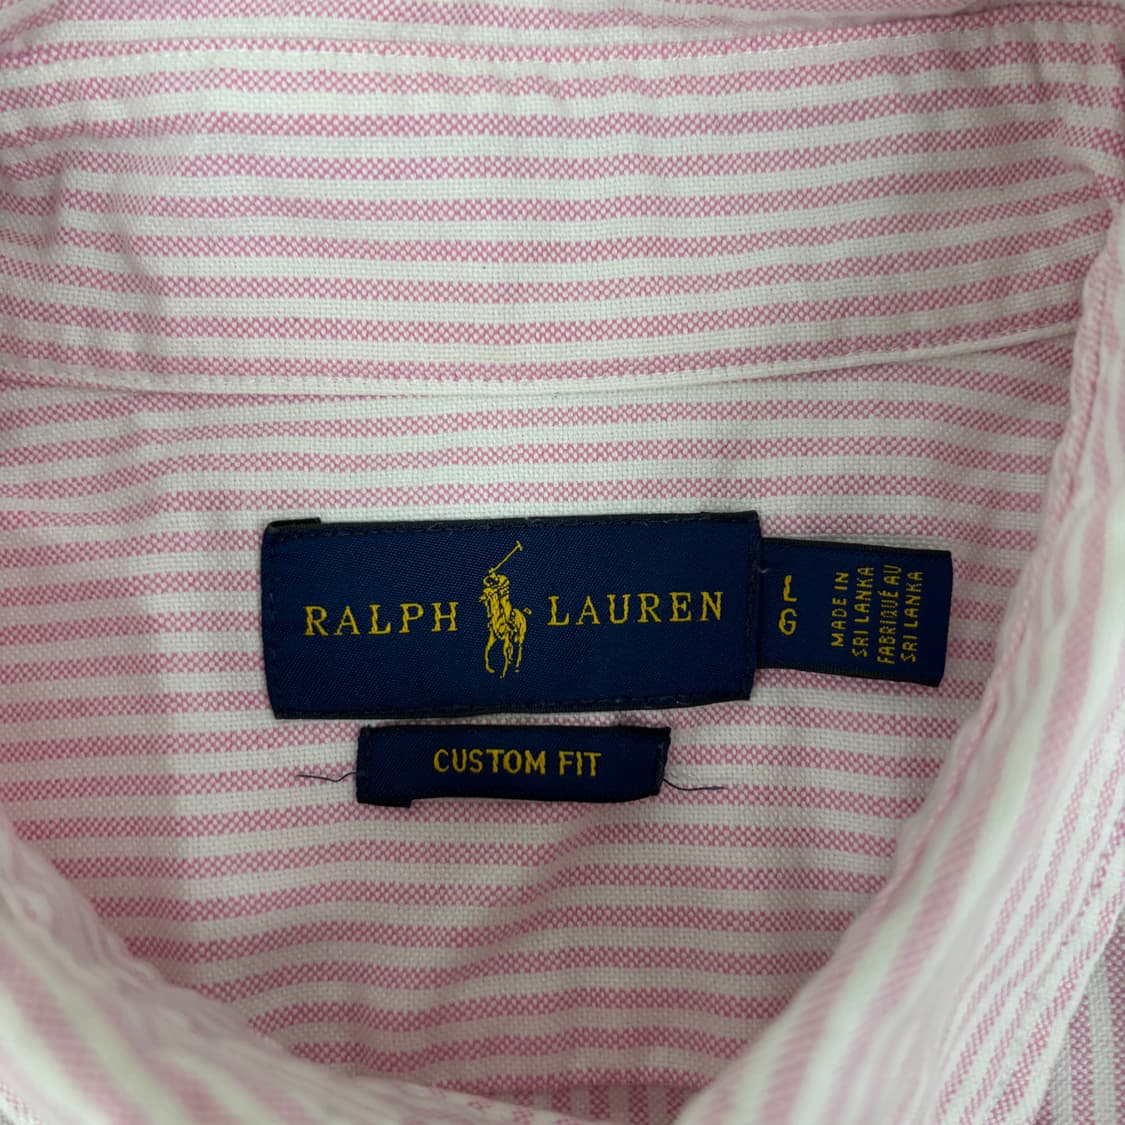 RALPH LAUREN
L
G
MADE IN
SRI LANKA
FABRIQUÉ AU
SRI LANKA
CUSTOM FIT